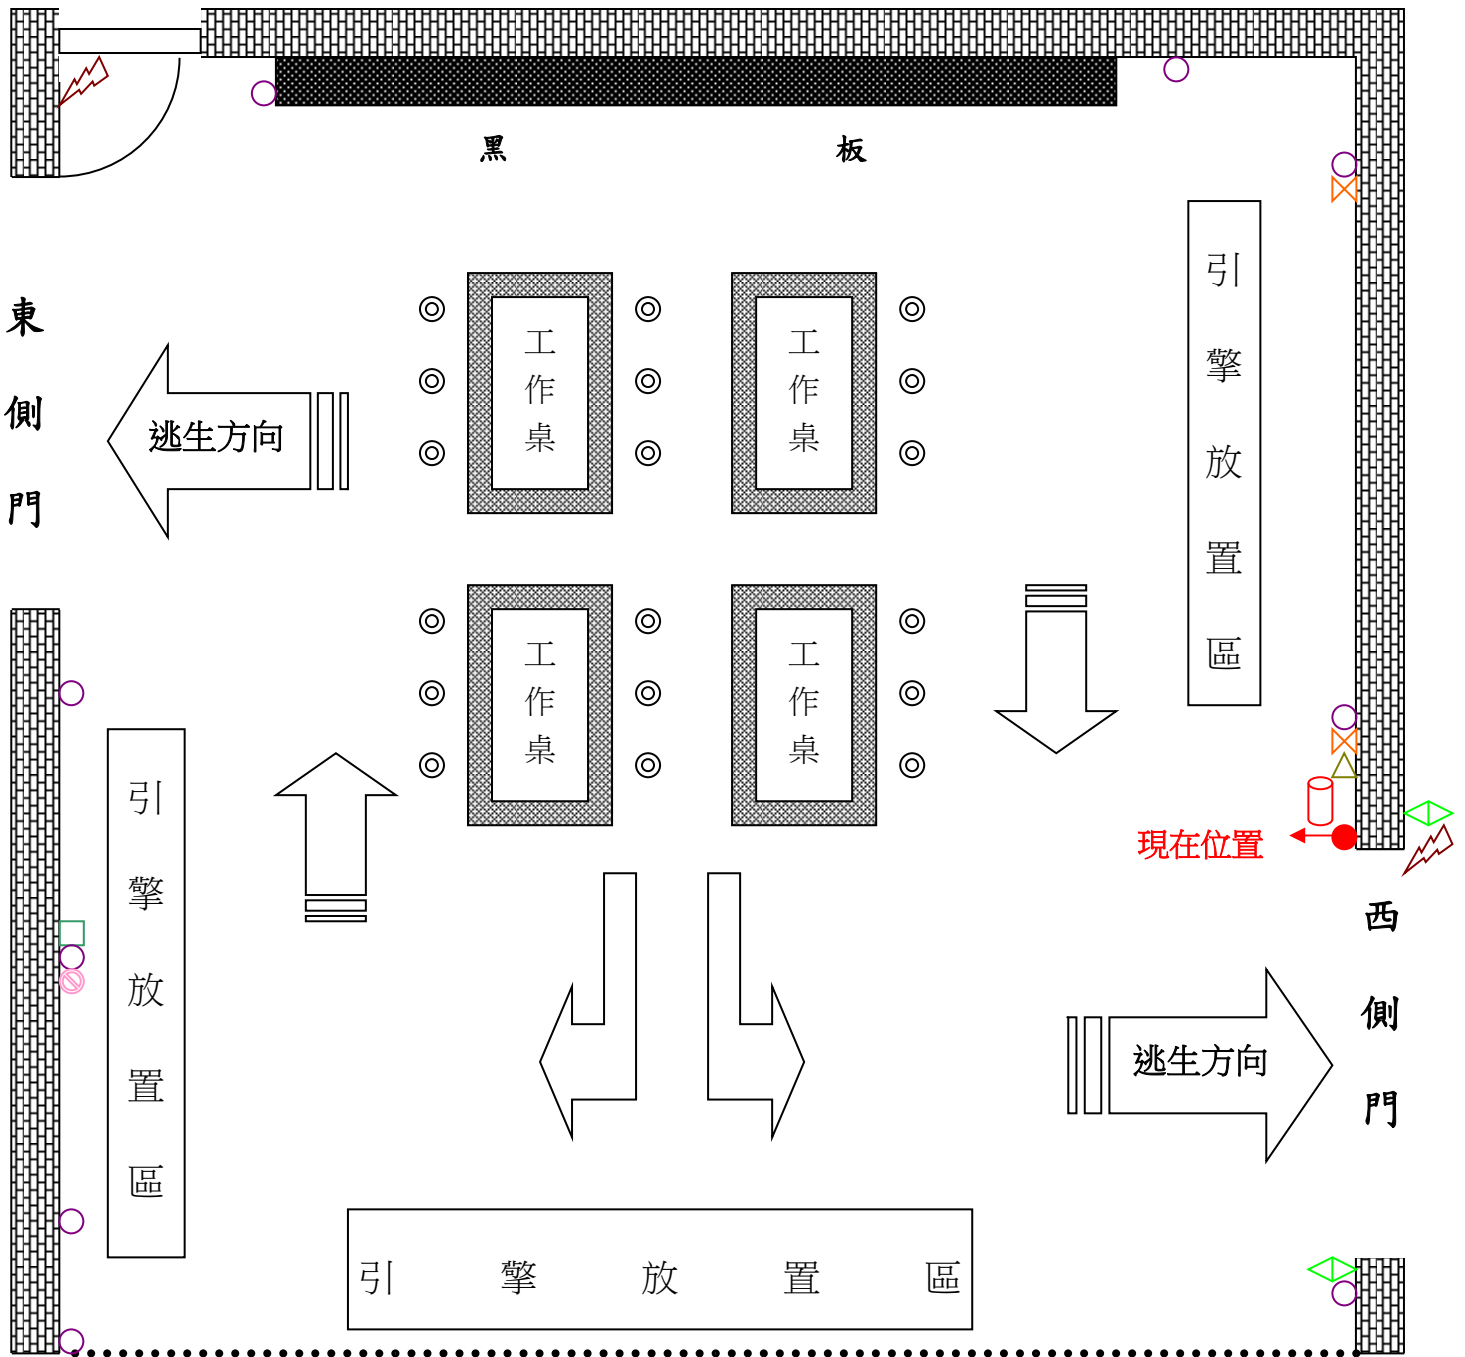 黑 板
東側門
逃生方向
工作桌
工作桌
引擎放置區
工作桌
工作桌
引擎放置區
現在位置
西側門
逃生方向
引 擎 放 置 區